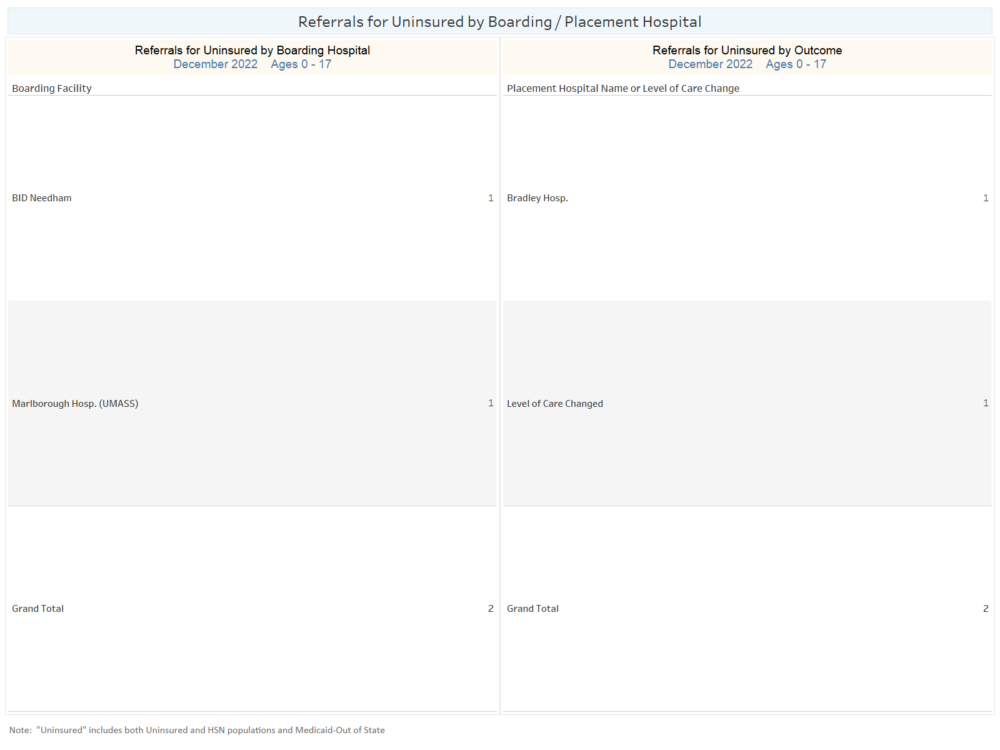 Referrals for Uninsured by Boarding / Placement Hospital
Referrals for Uninsured by Boarding Hospital
December 2022 Ages 0 - 17
Boarding Facility
BID Needham 1
Marlborough Hosp. (UMASS) 1
Grand Total 2
Referrals for Uninsured by Outcome
December 2022 Ages 0 - 17
Placement Hospital Name or Level of Care Change
Bradley Hosp. 1
Level of Care Changed 1
Grand Total 2
Note: "Uninsured" includes both Uninsured and HSN populations and Medicaid-Out of State